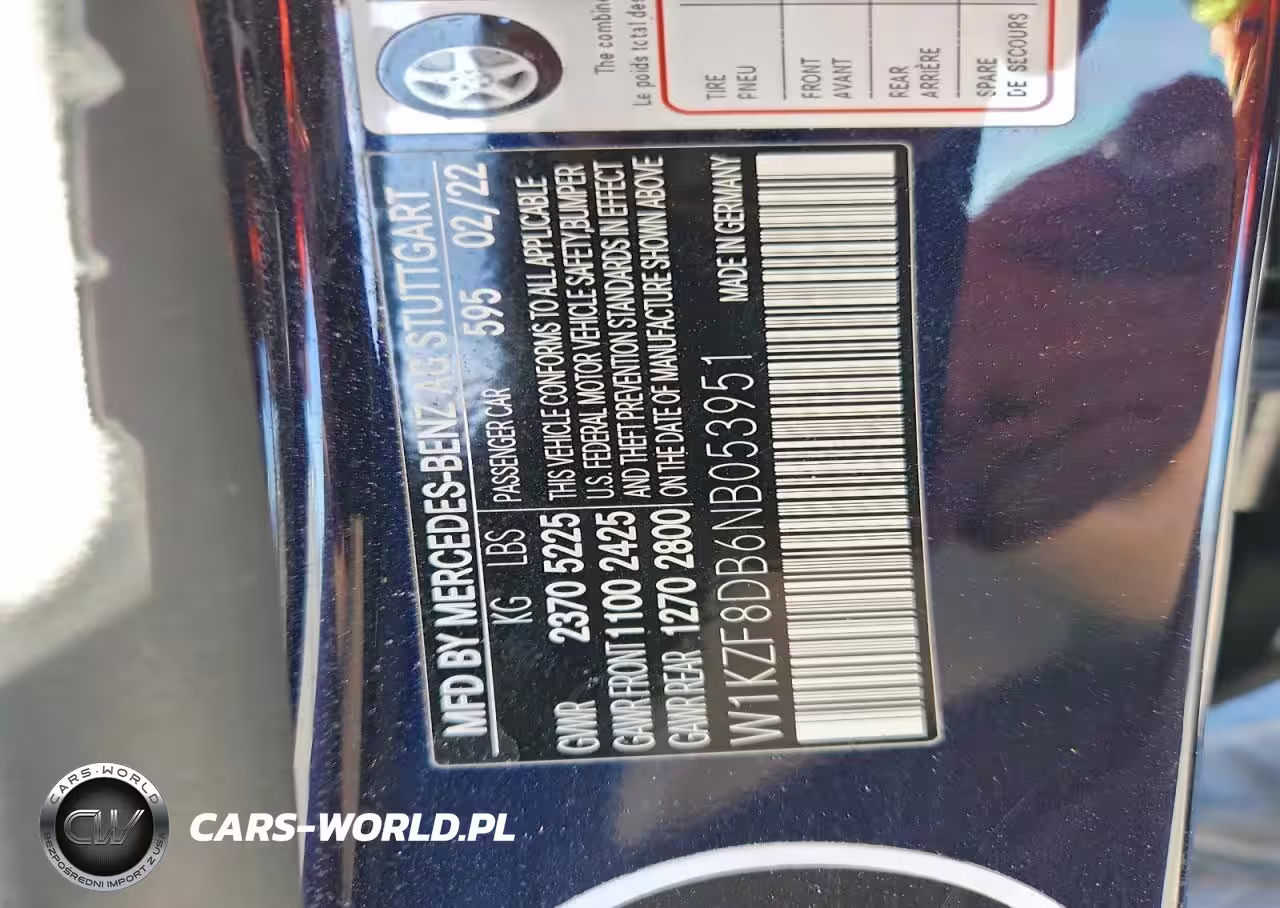 The combine
Le poids total des
TIRE
PNEU
FRONT
AVANT
REAR
ARRIÈRE
SPARE
DE SECOURS
MFD BY MERCEDES-BENZ AG STUTTGART
KG LBS PASSENGER CAR 595 02/22
GVWR 2370 5225 THIS VEHICLE CONFORMS TO ALL APPLICABLE
GAWR FRONT 1100 2425 U.S. FEDERAL MOTOR VEHICLE SAFETY,BUMPER
GAWR REAR 1270 2800 AND THEFT PREVENTION STANDARDS IN EFFECT
ON THE DATE OF MANUFACTURE SHOWN ABOVE
W1KZF8DB6NB053951 MADE IN GERMANY
CARS-WORLD
CW
BEZPOŚREDNI IMPORT Z USA
CARS-WORLD.PL